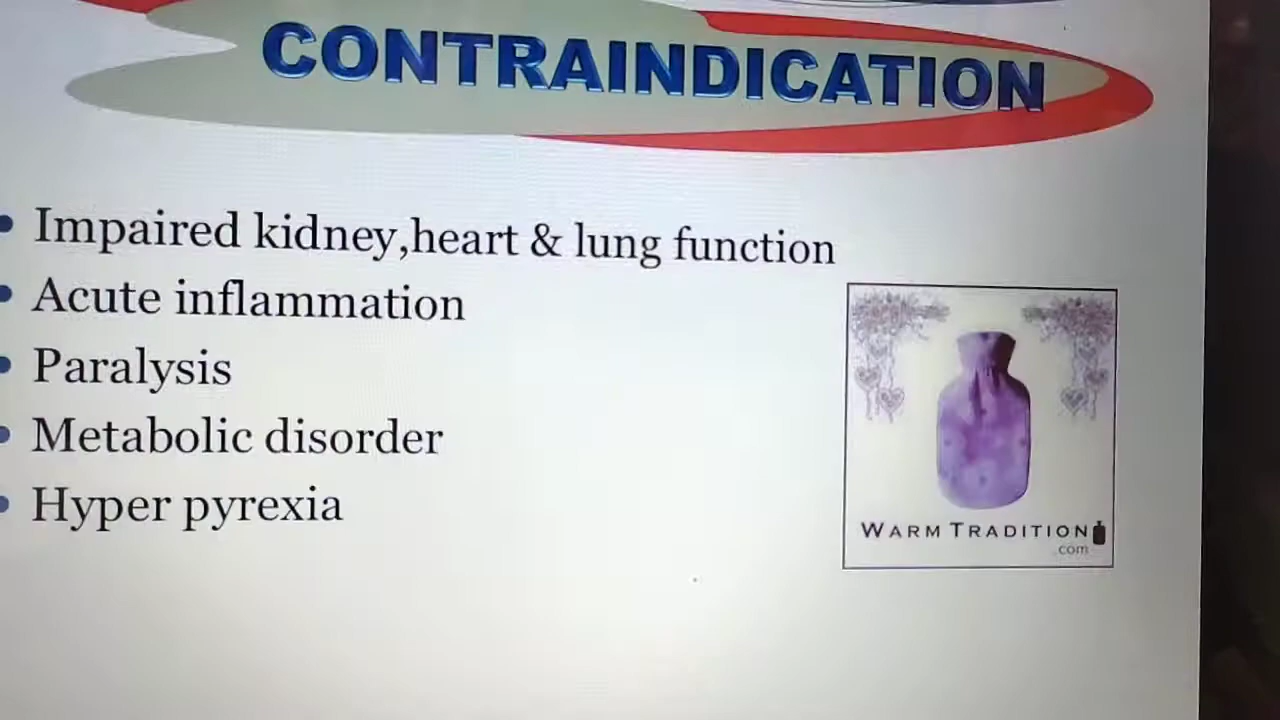 CONTRAINDICATION
Impaired kidney,heart & lung function
Acute inflammation
Paralysis
Metabolic disorder
Hyper pyrexia
WARM TRADITION
.com